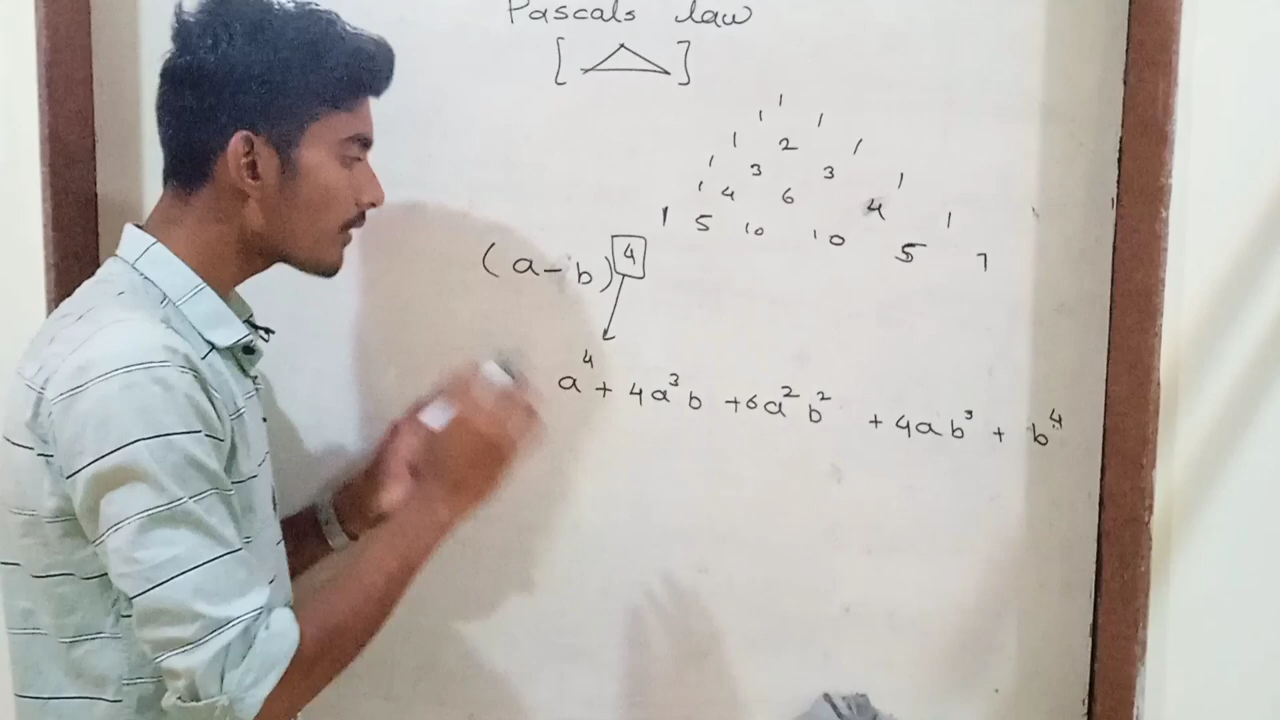 Pascals law
[△]
1
1 1
1 2 1
1 3 3 1
1 4 6 4 1
1 5 10 10 5 1
(a-b)⁴
a⁴ + 4a³b + 6a²b² + 4ab³ + b⁴